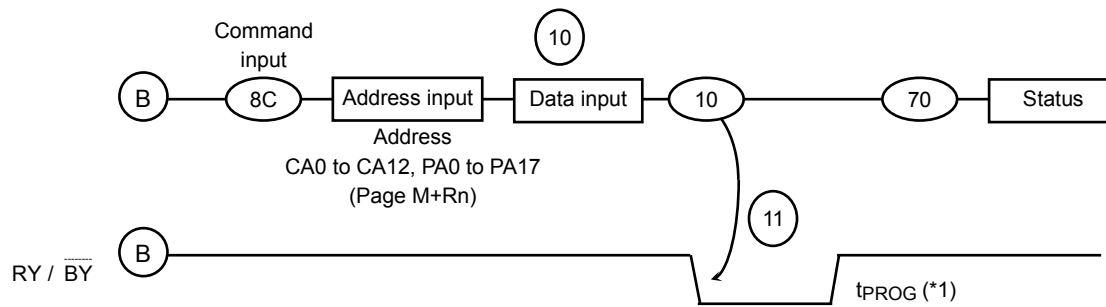 Command
input
10
B
8C
Address input
Data input
10
70
Status
Address
CA0 to CA12, PA0 to PA17
(Page M+Rn)
11
B
RY / BY
tPROG (*1)